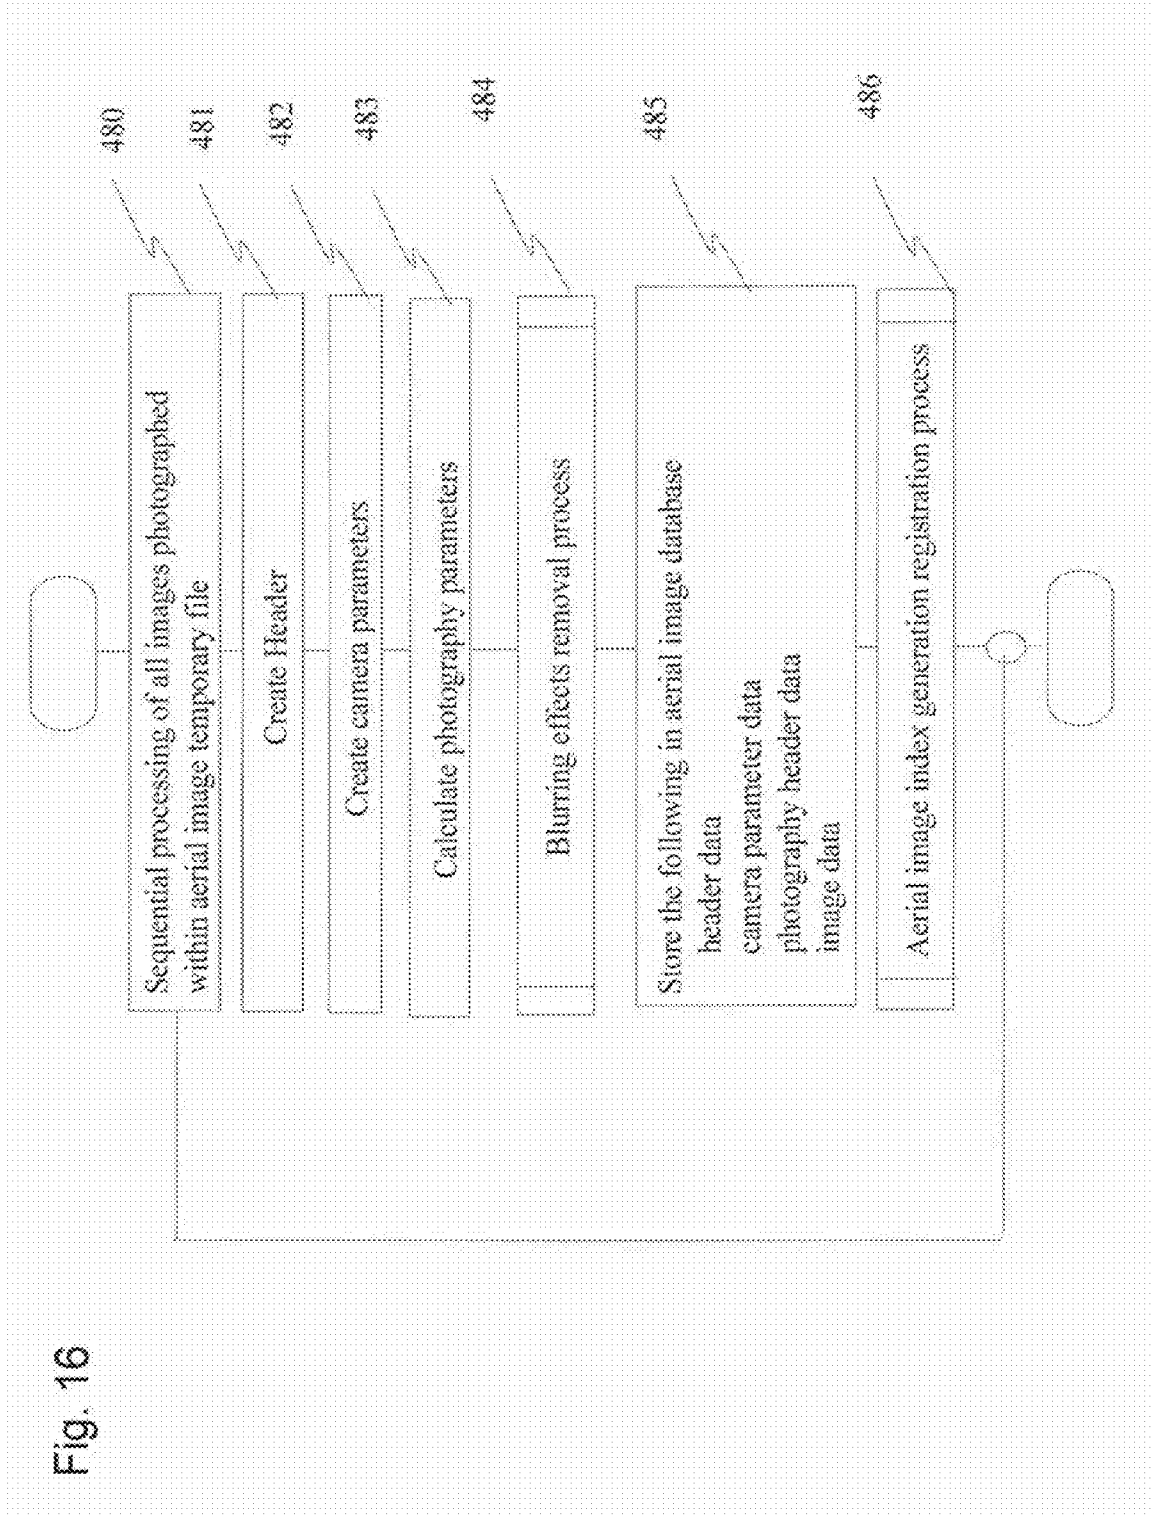 Fig. 16
480
Sequential processing of all images photographed
within aerial image temporary file
481
Create Header
482
Create camera parameters
483
Calculate photography parameters
484
Blurring effects removal process
485
Store the following in aerial image database
header data
camera parameter data
photography header data
image data
486
Aerial image index generation registration process